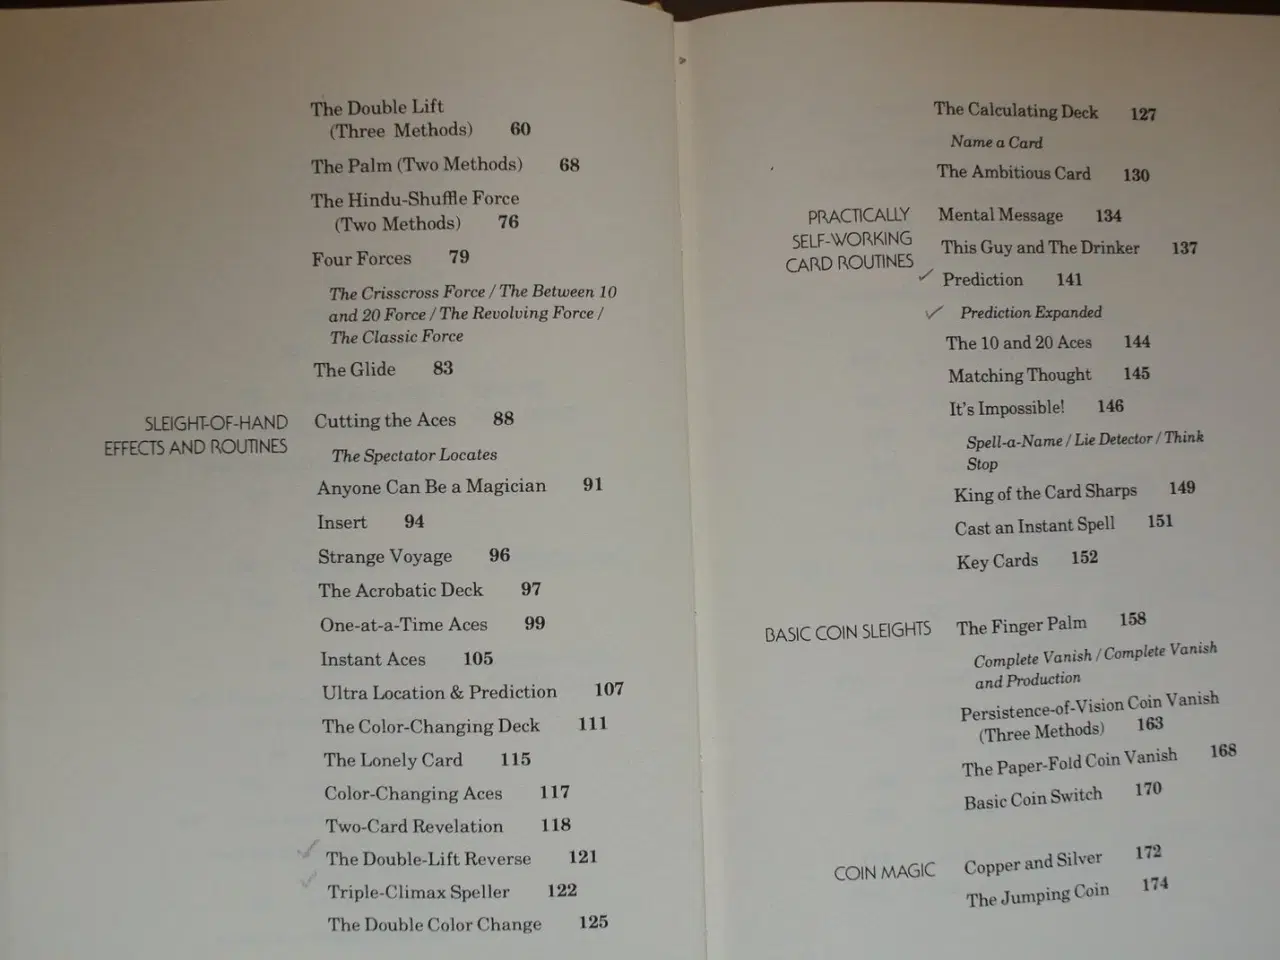 The Double Lift
(Three Methods) 60
The Palm (Two Methods) 68
The Hindu-Shuffle Force
(Two Methods) 76
Four Forces 79
The Crisscross Force / The Between 10
and 20 Force / The Revolving Force /
The Classic Force
The Glide 83
SLEIGHT-OF-HAND
EFFECTS AND ROUTINES
Cutting the Aces 88
The Spectator Locates
Anyone Can Be a Magician 91
Insert 94
Strange Voyage 96
The Acrobatic Deck 97
One-at-a-Time Aces 99
Instant Aces 105
Ultra Location & Prediction 107
The Color-Changing Deck 111
The Lonely Card 115
Color-Changing Aces 117
Two-Card Revelation 118
The Double-Lift Reverse 121
Triple-Climax Speller 122
The Double Color Change 125
The Calculating Deck 127
Name a Card
The Ambitious Card 130
PRACTICALLY
SELF-WORKING
CARD ROUTINES
Mental Message 134
This Guy and The Drinker 137
Prediction 141
Prediction Expanded
The 10 and 20 Aces 144
Matching Thought 145
It's Impossible! 146
Spell-a-Name / Lie Detector / Think
Stop
King of the Card Sharps 149
Cast an Instant Spell 151
Key Cards 152
BASIC COIN SLEIGHTS
The Finger Palm 158
Complete Vanish / Complete Vanish
and Production
Persistence-of-Vision Coin Vanish
(Three Methods) 163
The Paper-Fold Coin Vanish 168
Basic Coin Switch 170
COIN MAGIC
Copper and Silver 172
The Jumping Coin 174